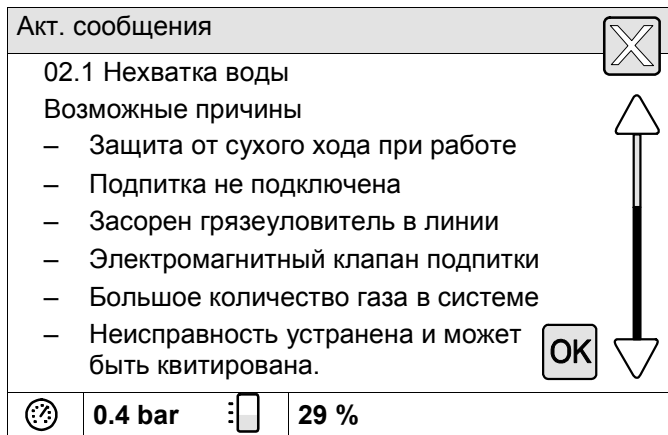 Акт. сообщения
02.1 Нехватка воды
Возможные причины
– Защита от сухого хода при работе
– Подпитка не подключена
– Засорен грязеуловитель в линии
– Электромагнитный клапан подпитки
– Большое количество газа в системе
– Неисправность устранена и может
быть квитирована.
OK
0.4 bar 29 %